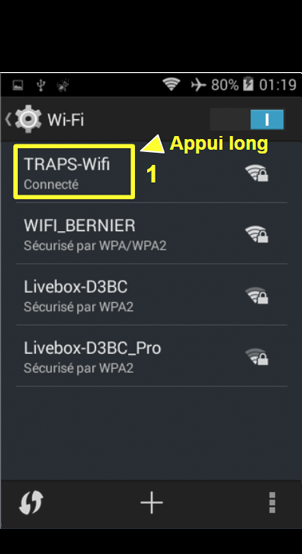 80% 01:19
Wi-Fi
Appui long
TRAPS-Wifi
Connecté
1
WIFI_BERNIER
Sécurisé par WPA/WPA2
Livebox-D3BC
Sécurisé par WPA2
Livebox-D3BC_Pro
Sécurisé par WPA2